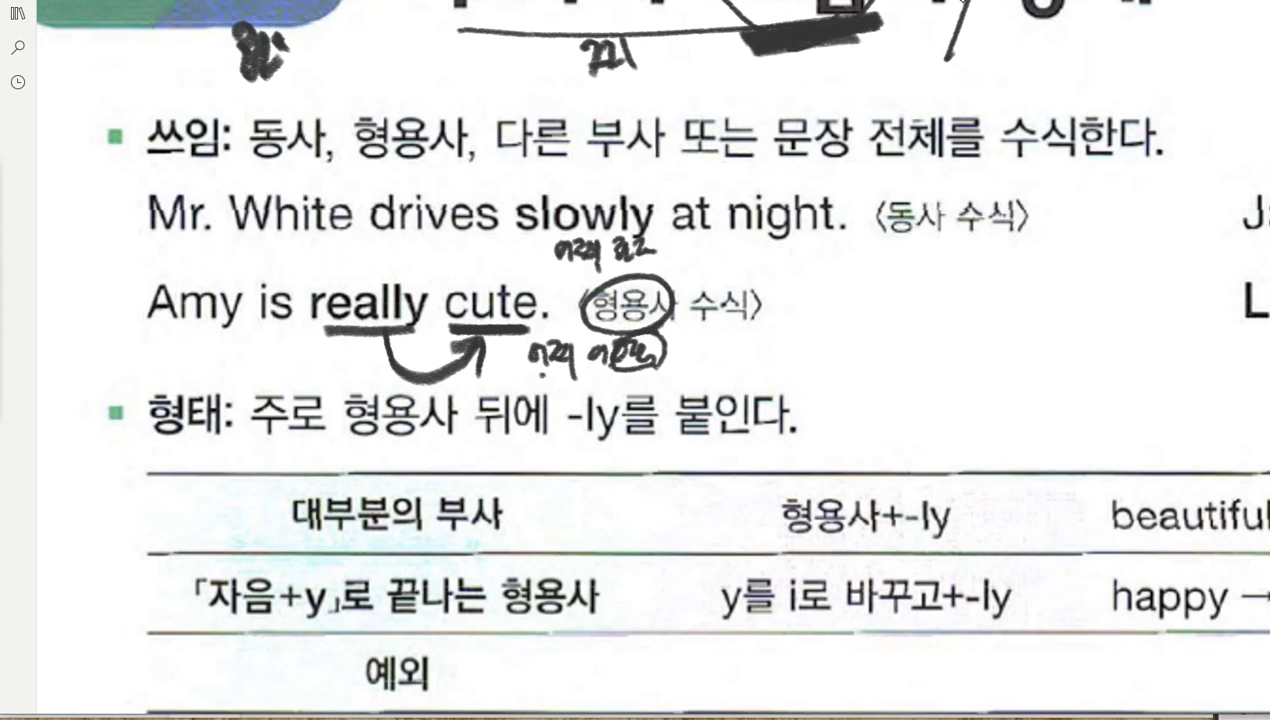 꾸미
쓰임: 동사, 형용사, 다른 부사 또는 문장 전체를 수식한다.
Mr. White drives slowly at night. 〈동사 수식〉
Amy is really cute. 〈형용사 수식〉
L
형태: 주로 형용사 뒤에 -ly를 붙인다.
대부분의 부사 형용사+-ly beautiful
「자음+y」로 끝나는 형용사 y를 i로 바꾸고+-ly happy →
예외